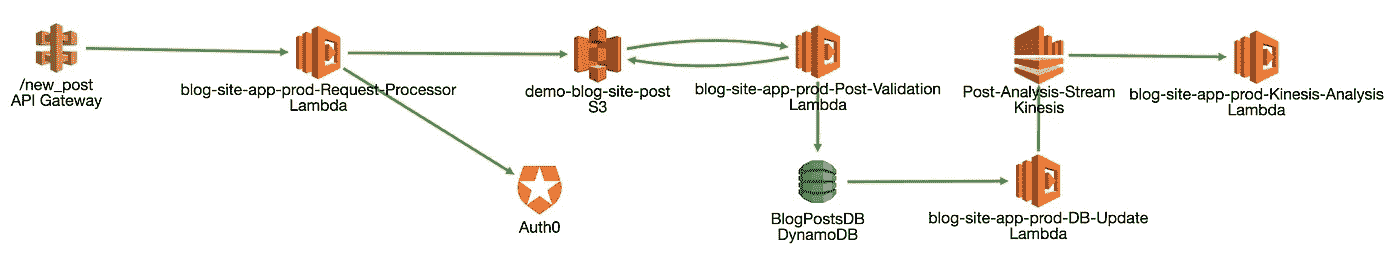 /new_post
API Gateway
blog-site-app-prod-Request-Processor
Lambda
demo-blog-site-post
S3
blog-site-app-prod-Post-Validation
Lambda
Post-Analysis-Stream
Kinesis
blog-site-app-prod-Kinesis-Analysis
Lambda
Auth0
BlogPostsDB
DynamoDB
blog-site-app-prod-DB-Update
Lambda